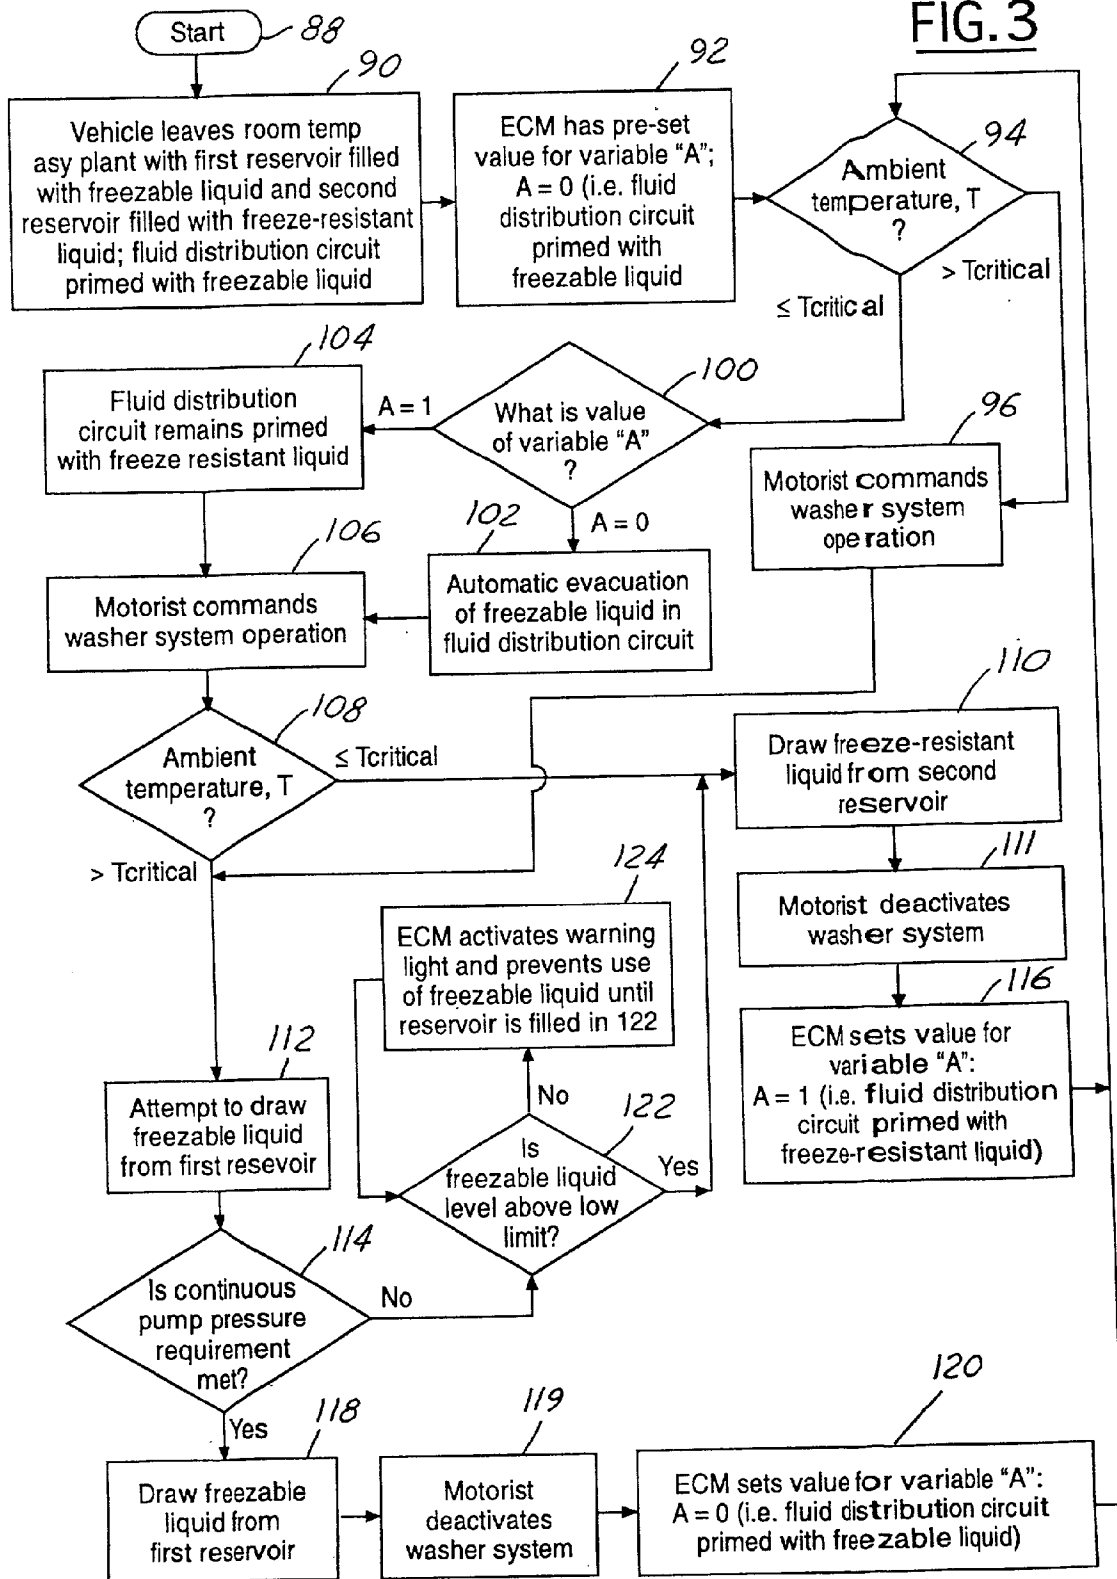 FIG. 3
Start
88
90
Vehicle leaves room temp
asy plant with first reservoir filled
with freezable liquid and second
reservoir filled with freeze-resistant
liquid; fluid distribution circuit
primed with freezable liquid
92
ECM has pre-set
value for variable “A”;
A = 0 (i.e. fluid
distribution circuit
primed with
freezable liquid
94
Ambient
temperature, T
?
> Tcritical
≤ Tcritical
104
Fluid distribution
circuit remains primed
with freeze resistant liquid
A = 1
100
What is value
of variable “A”
?
96
Motorist commands
washer system
operation
A = 0
102
Automatic evacuation
of freezable liquid in
fluid distribution circuit
106
Motorist commands
washer system operation
108
Ambient
temperature, T
?
≤ Tcritical
> Tcritical
110
Draw freeze-resistant
liquid from second
reservoir
111
Motorist deactivates
washer system
116
ECM sets value for
variable “A”:
A = 1 (i.e. fluid distribution
circuit primed with
freeze-resistant liquid)
124
ECM activates warning
light and prevents use
of freezable liquid until
reservoir is filled in 122
No
122
Is
freezable liquid
level above low
limit?
Yes
112
Attempt to draw
freezable liquid
from first resevoir
114
Is continuous
pump pressure
requirement
met?
No
Yes
118
Draw freezable
liquid from
first reservoir
119
Motorist
deactivates
washer system
120
ECM sets value for variable “A”:
A = 0 (i.e. fluid distribution circuit
primed with freezable liquid)